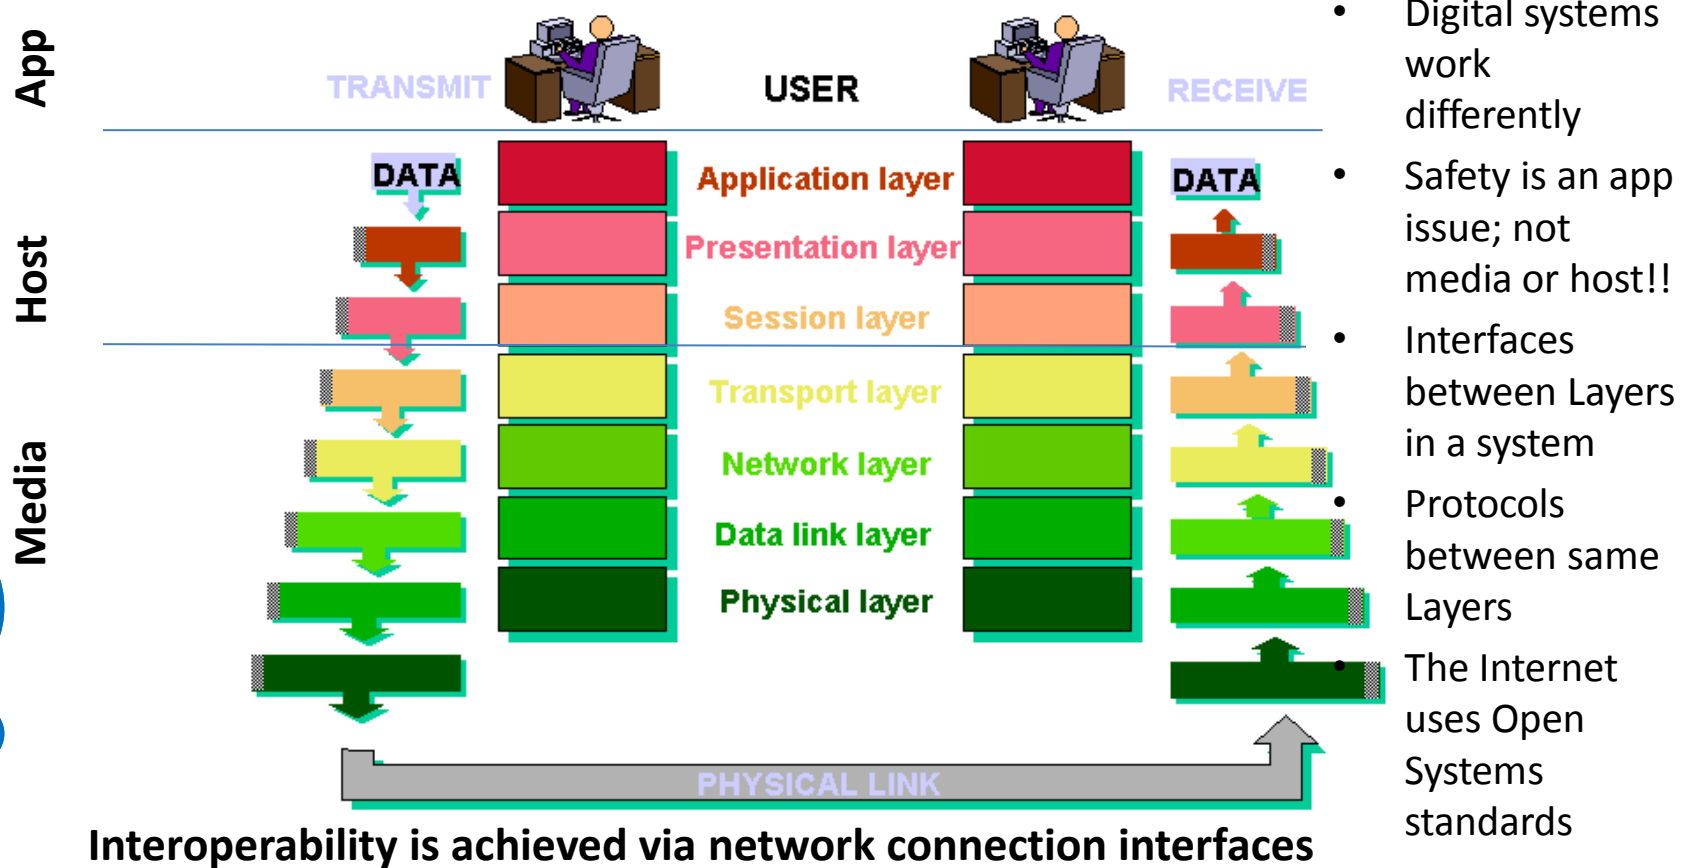 App
TRANSMIT
USER
RECEIVE
Host
DATA
Application layer
DATA
Presentation layer
Session layer
Media
Transport layer
Network layer
Data link layer
Physical layer
PHYSICAL LINK
Interoperability is achieved via network connection interfaces
• Digital systems
work
differently
• Safety is an app
issue; not
media or host!!
• Interfaces
between Layers
in a system
• Protocols
between same
Layers
• The Internet
uses Open
Systems
standards